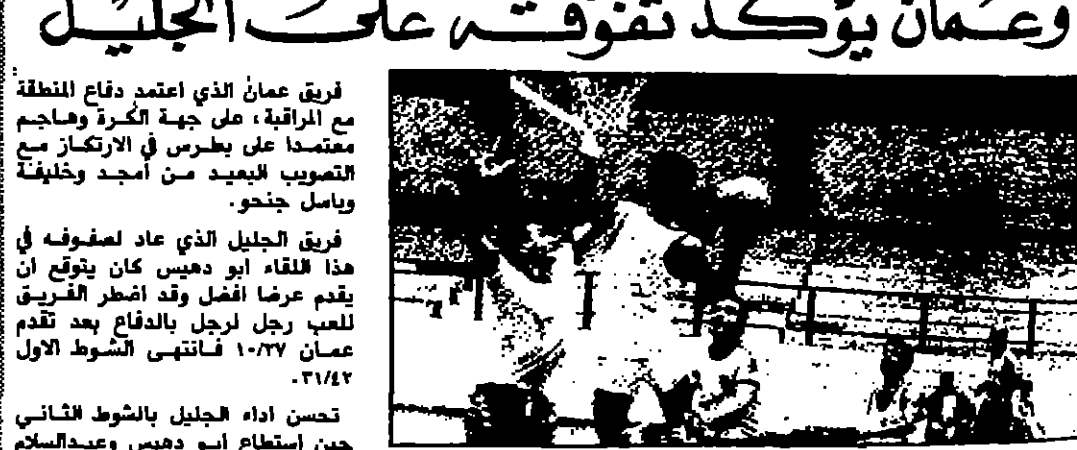 وعمان يؤكد تفوقه على الجليل
فريق عمان الذي اعتمد دفاع المنطقة
مع المراقبة، على جهة الكرة وهاجم
معتمدا على بطرس في الارتكاز مع
التصويب البعيد من أمجد وخليفة
وباسل جنحو.
فريق الجليل الذي عاد لصفوفه في
هذا اللقاء ابو دهيس كان يتوقع ان
يقدم عرضا افضل وقد اضطر الفريق
للعب رجل لرجل بالدفاع بعد تقدم
عمان ١٠/٢٧ فانتهى الشوط الاول
٣١/٤٢.
تحسن اداء الجليل بالشوط الثاني
حين استطاع ابو دهيس وعبدالسلام